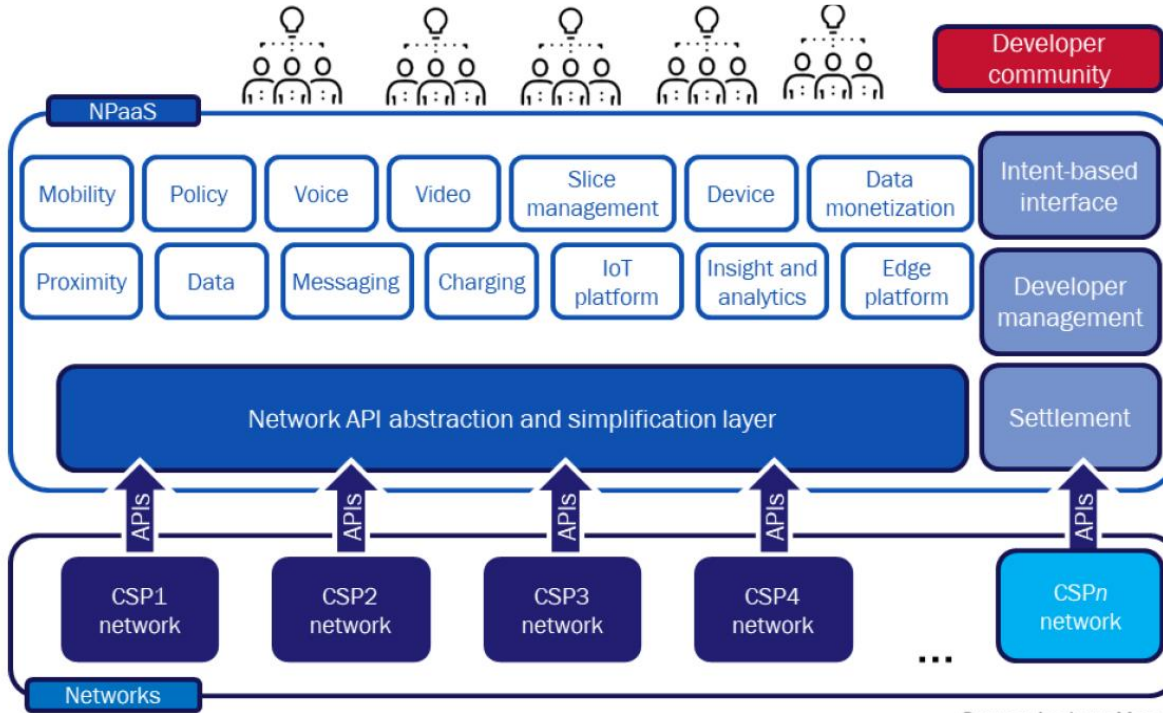 Developer
community
NPaaS
Mobility
Policy
Voice
Video
Slice
management
Device
Data
monetization
Intent-based
interface
Proximity
Data
Messaging
Charging
IoT
platform
Insight and
analytics
Edge
platform
Developer
management
Network API abstraction and simplification layer
Settlement
APIs
APIs
APIs
APIs
APIs
CSP1
network
CSP2
network
CSP3
network
CSP4
network
...
CSPn
network
Networks